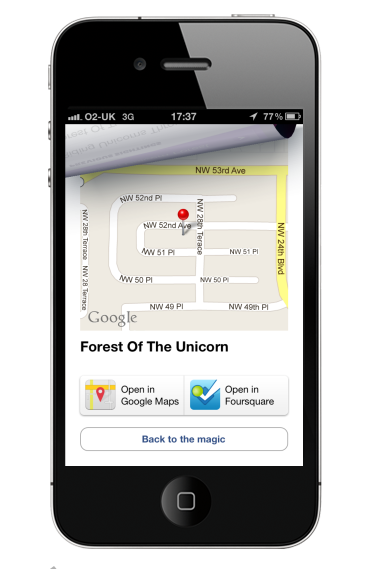 O2-UK 3G 17:37 77%
NW 53rd Ave
NW 52nd Pl
NW 52nd Ave
NW 28th Terace
NW 24th Blvd
NW 28th Terrace
NW 51 Pl
NW 51 Pl
NW 28 Terrace
NW 50 Pl
NW 50 Pl
NW 49 Pl
NW 49th Pl
Google
Forest Of The Unicorn
Open in
Google Maps
Open in
Foursquare
Back to the magic